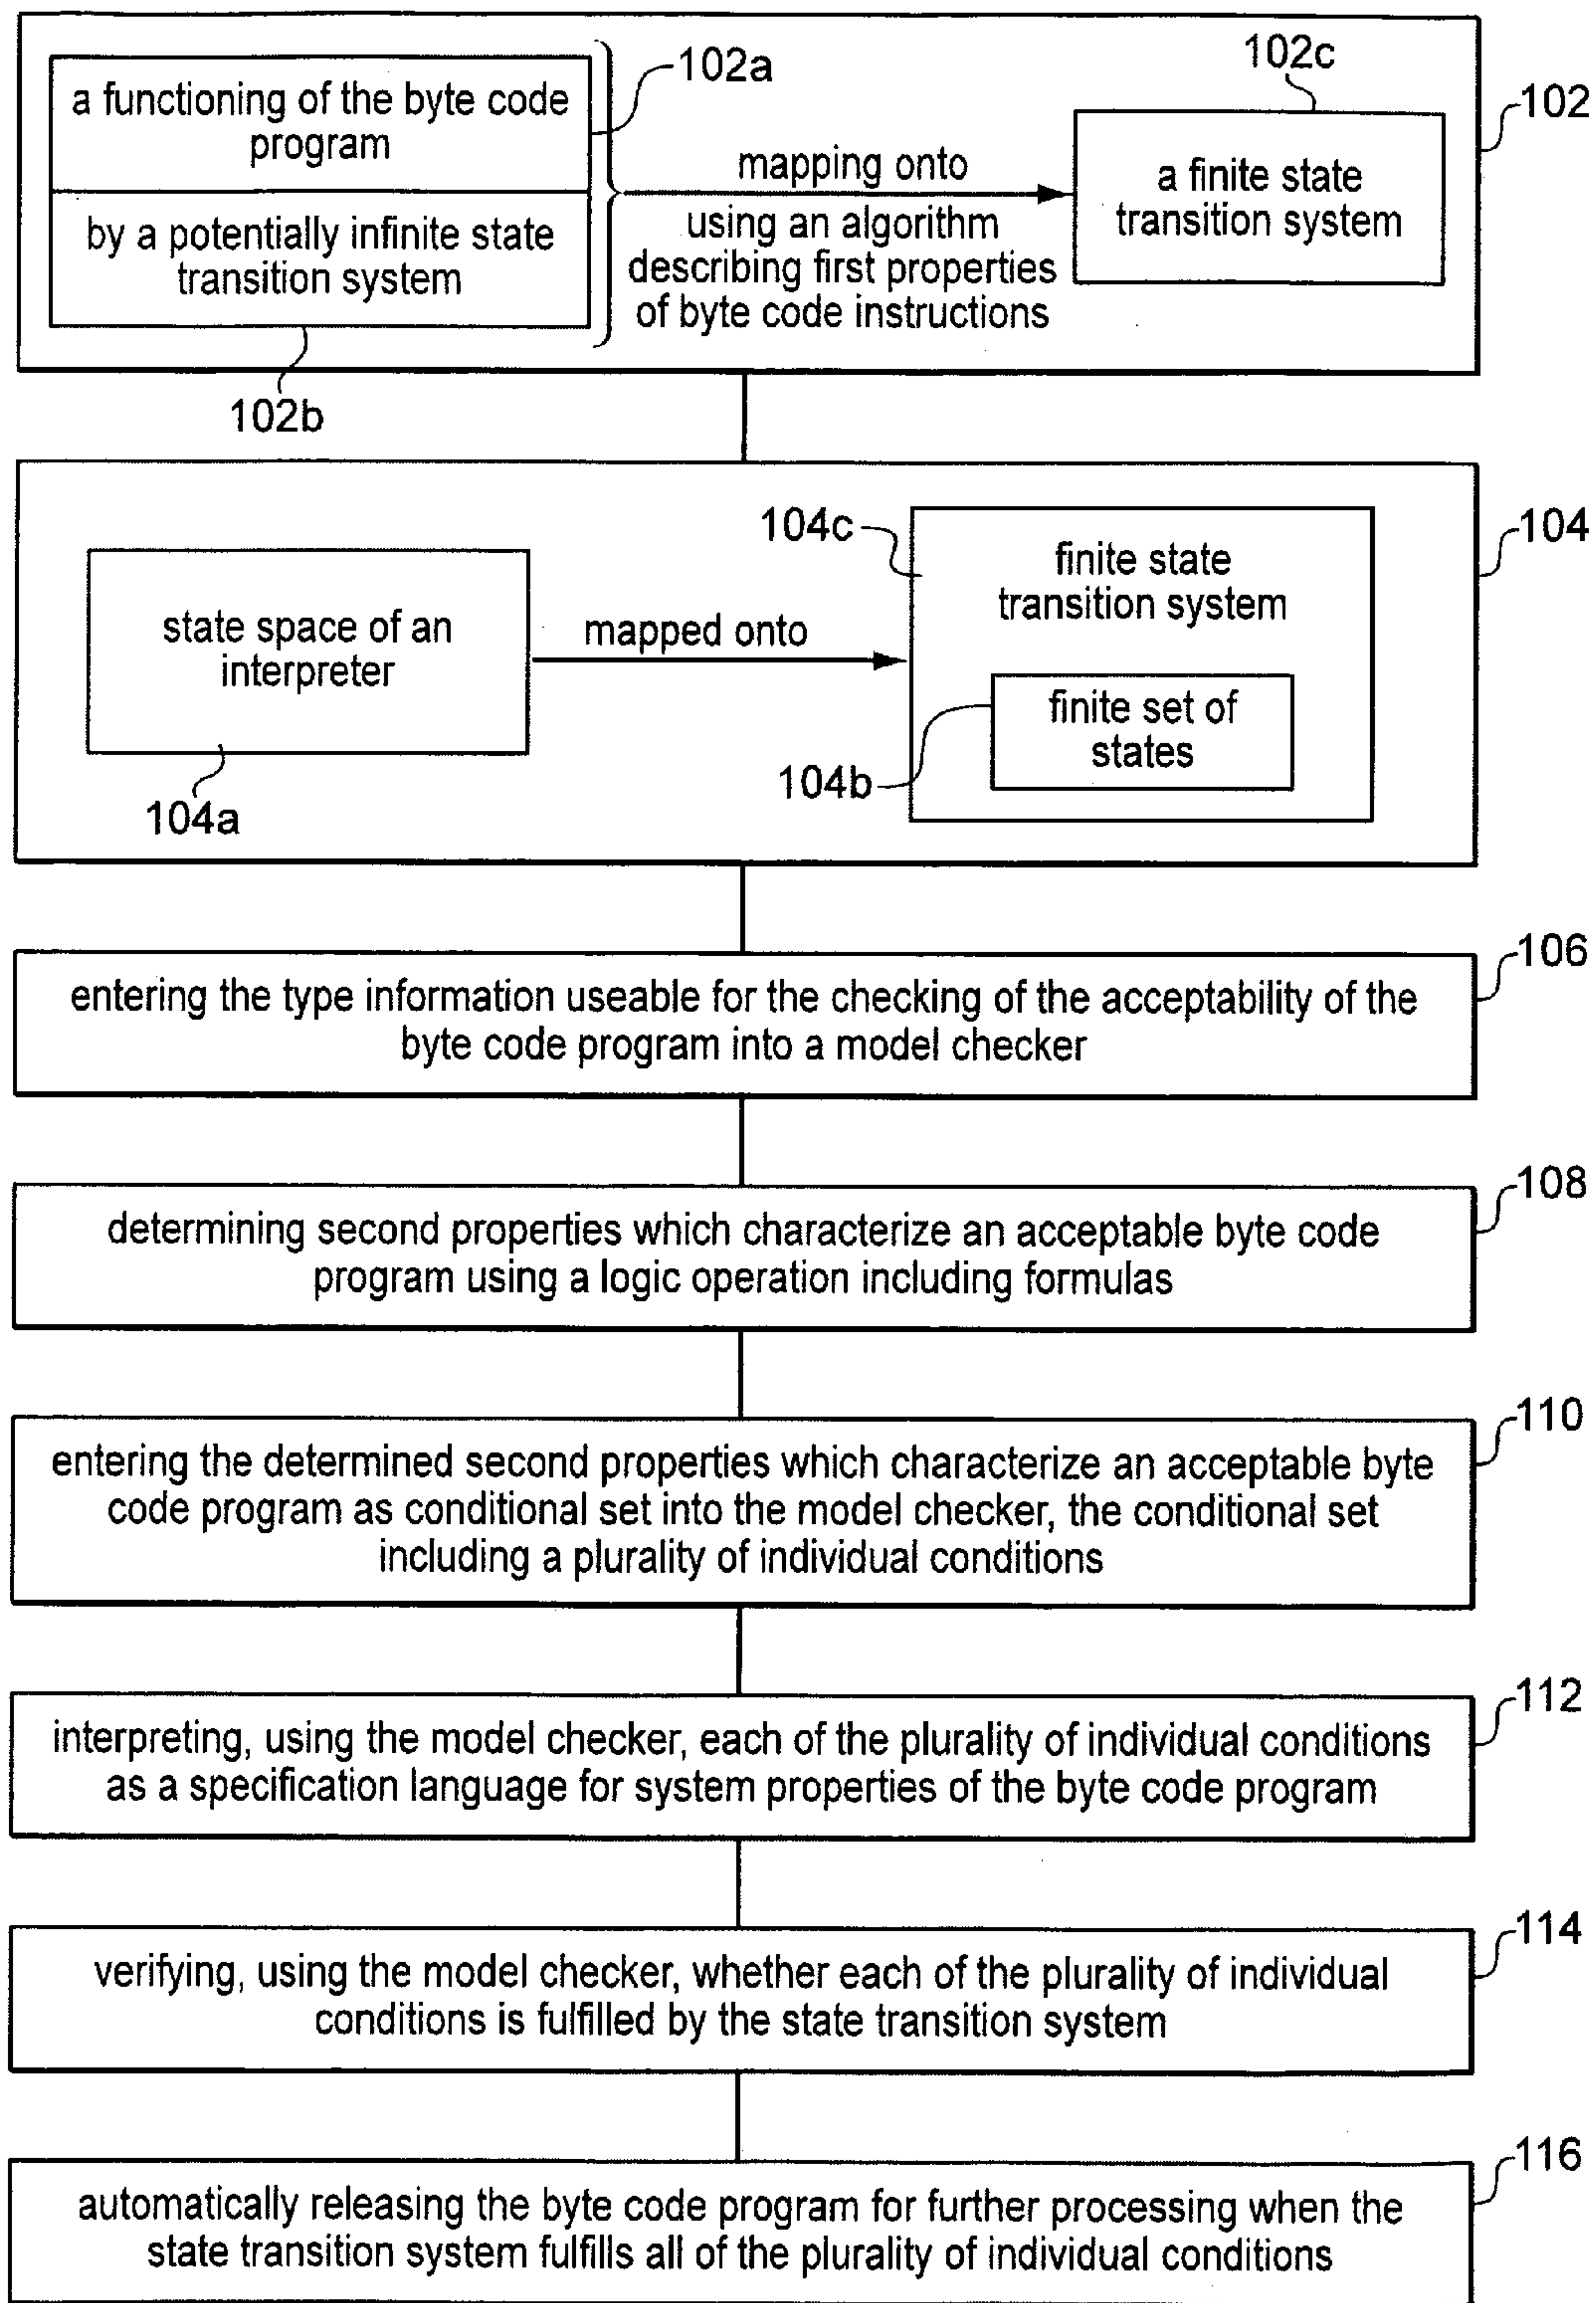 102c
102a
102
a functioning of the byte code
program
mapping onto
a finite state
transition system
by a potentially infinite state
transition system
using an algorithm
describing first properties
of byte code instructions
102b
104c
104
finite state
transition system
state space of an
interpreter
mapped onto
finite set of
states
104b
104a
106
entering the type information useable for the checking of the acceptability of the
byte code program into a model checker
108
determining second properties which characterize an acceptable byte code
program using a logic operation including formulas
110
entering the determined second properties which characterize an acceptable byte
code program as conditional set into the model checker, the conditional set
including a plurality of individual conditions
112
interpreting, using the model checker, each of the plurality of individual conditions
as a specification language for system properties of the byte code program
114
verifying, using the model checker, whether each of the plurality of individual
conditions is fulfilled by the state transition system
116
automatically releasing the byte code program for further processing when the
state transition system fulfills all of the plurality of individual conditions